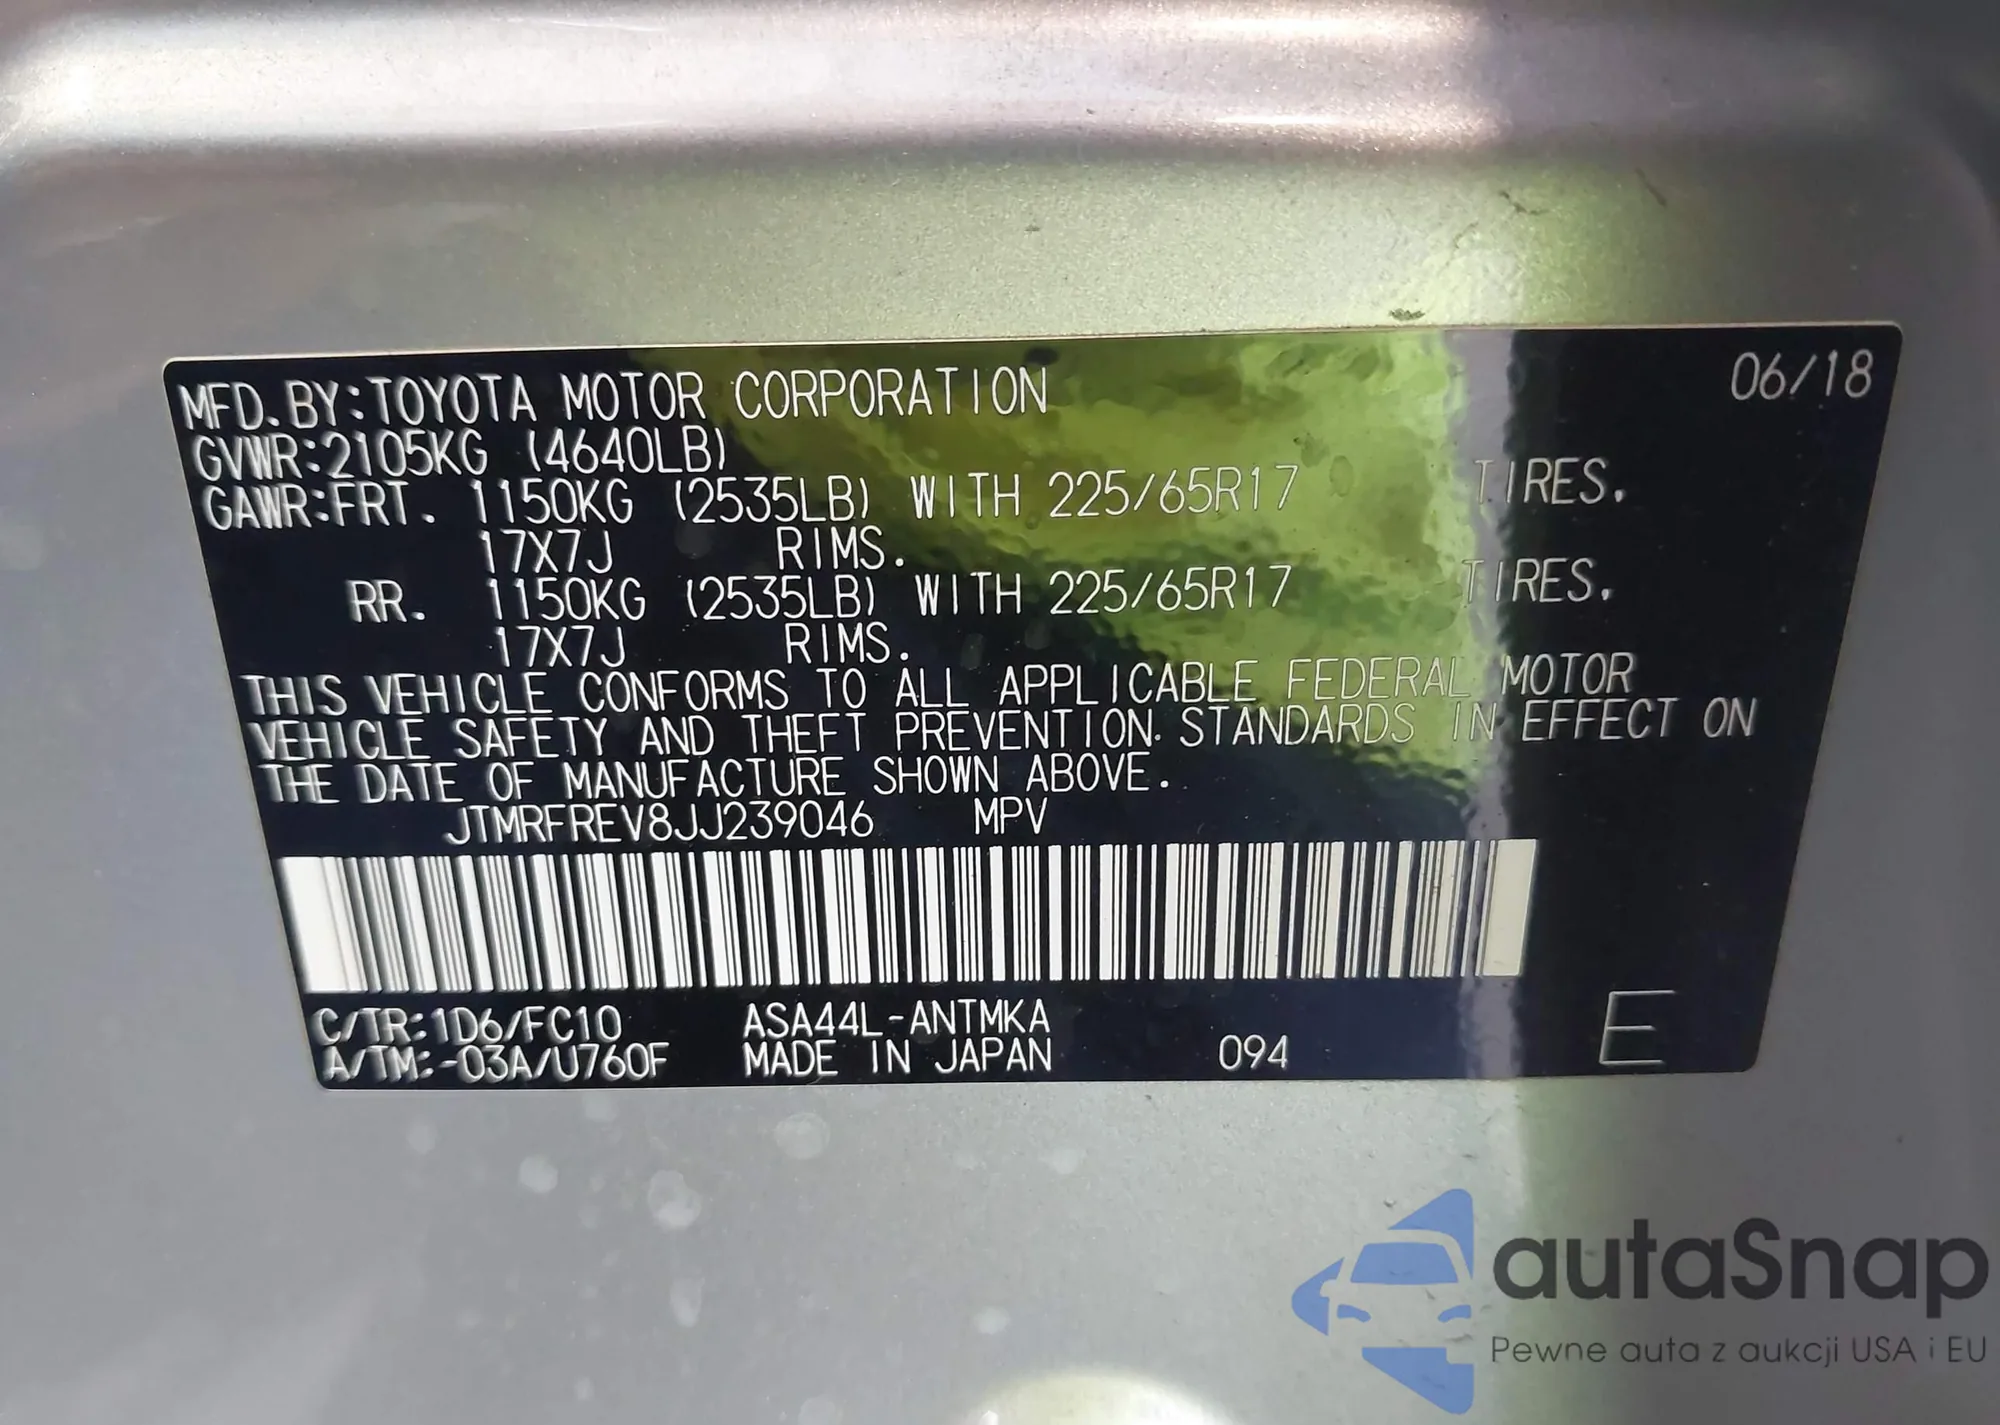 06/18
MFD. BY:TOYOTA MOTOR CORPORATION
GVWR:2105KG (4640LB)
GAWR:FRT. 1150KG (2535LB) WITH 225/65R17 TIRES.
17X7J RIMS.
RR. 1150KG (2535LB) WITH 225/65R17 TIRES.
17X7J RIMS.
THIS VEHICLE CONFORMS TO ALL APPLICABLE FEDERAL MOTOR
VEHICLE SAFETY AND THEFT PREVENTION STANDARDS IN EFFECT ON
THE DATE OF MANUFACTURE SHOWN ABOVE.
JTMRFREV8JJ239046 MPV
C/TR:1D6/FC10 ASA44L-ANTMKA
A/TM:-03A/U760F MADE IN JAPAN 094 E
autaSnap
Pewne auta z aukcji USA i EU